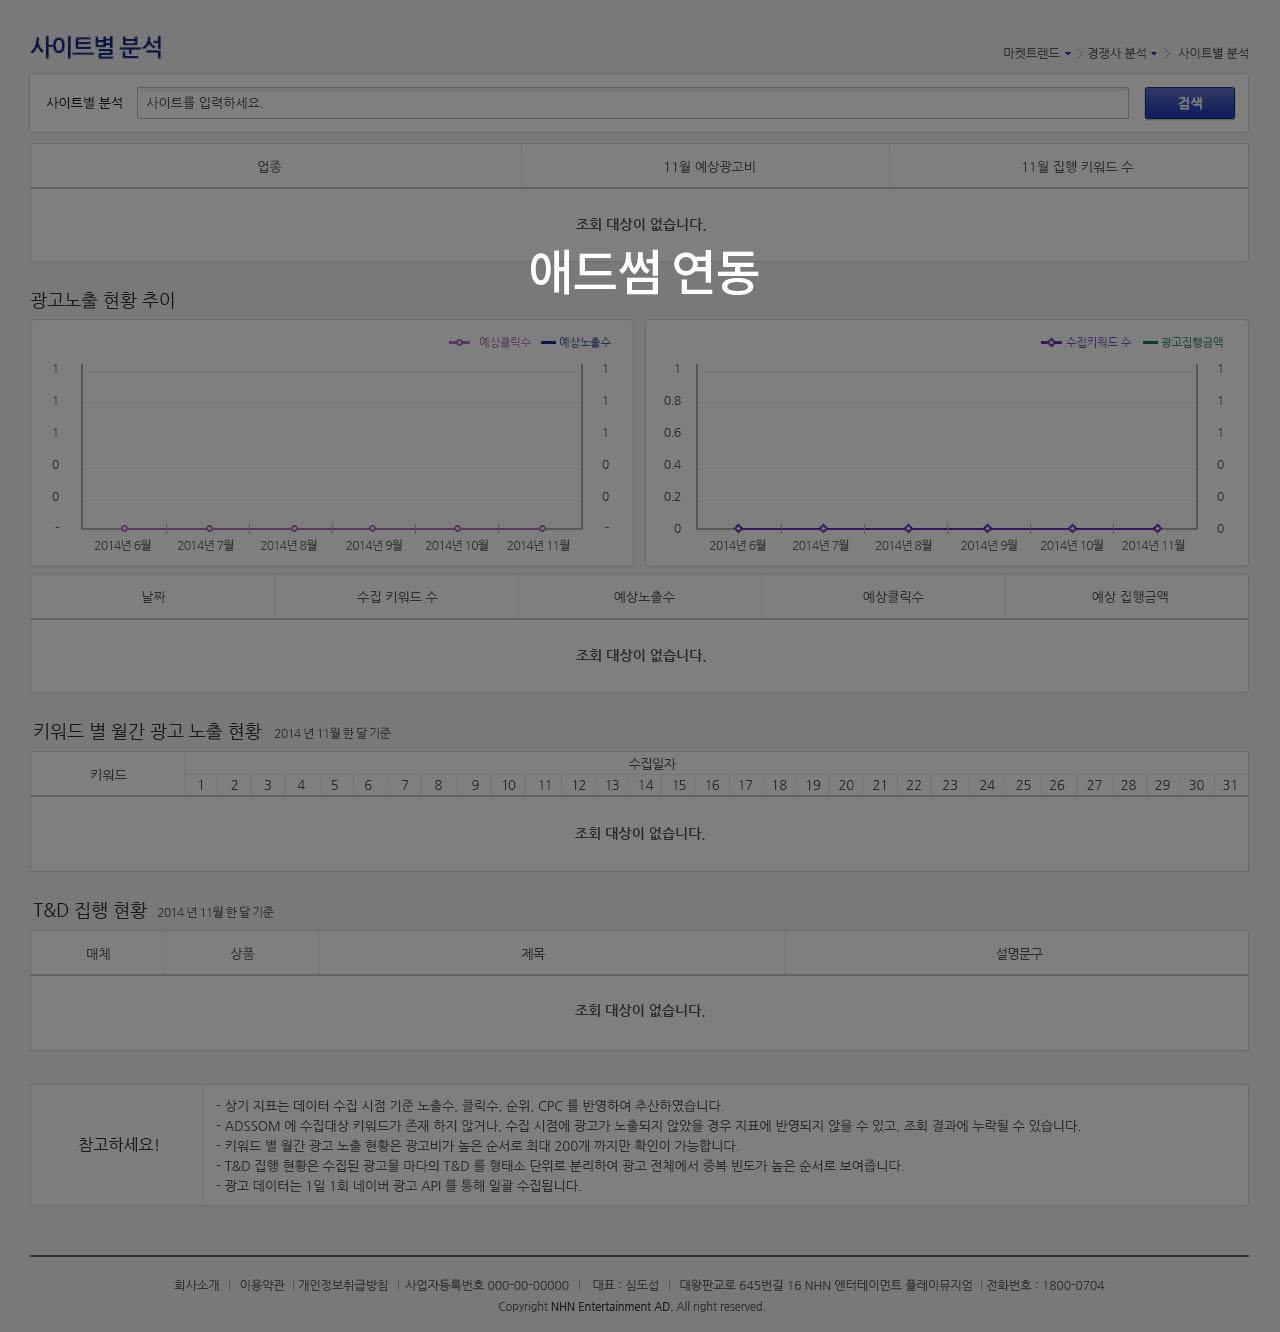 사이트별 분석
마켓트렌드 > 경쟁사 분석 > 사이트별 분석
사이트별 분석 사이트를 입력하세요. 검색
업종 11월 예상광고비 11월 집행 키워드 수
조회 대상이 없습니다.
애드썸 연동
광고노출 현황 추이
예상클릭수 예상노출수
1 1
1 1
1 1
0 0
0 0
- -
2014년 6월 2014년 7월 2014년 8월 2014년 9월 2014년 10월 2014년 11월
수집키워드 수 광고집행금액
1 1
0.8 1
0.6 1
0.4 0
0.2 0
0 0
2014년 6월 2014년 7월 2014년 8월 2014년 9월 2014년 10월 2014년 11월
날짜 수집 키워드 수 예상노출수 예상클릭수 예상 집행금액
조회 대상이 없습니다.
키워드 별 월간 광고 노출 현황 2014 년 11월 한 달 기준
키워드 수집일자
1 2 3 4 5 6 7 8 9 10 11 12 13 14 15 16 17 18 19 20 21 22 23 24 25 26 27 28 29 30 31
조회 대상이 없습니다.
T&D 집행 현황 2014 년 11월 한 달 기준
매체 상품 제목 설명문구
조회 대상이 없습니다.
참고하세요!
- 상기 지표는 데이터 수집 시점 기준 노출수, 클릭수, 순위, CPC 를 반영하여 추산하였습니다.
- ADSSOM 에 수집대상 키워드가 존재 하지 않거나, 수집 시점에 광고가 노출되지 않았을 경우 지표에 반영되지 않을 수 있고, 조회 결과에 누락될 수 있습니다.
- 키워드 별 월간 광고 노출 현황은 광고비가 높은 순서로 최대 200개 까지만 확인이 가능합니다.
- T&D 집행 현황은 수집된 광고물 마다의 T&D 를 형태소 단위로 분리하여 광고 전체에서 중복 빈도가 높은 순서로 보여줍니다.
- 광고 데이터는 1일 1회 네이버 광고 API 를 통해 일괄 수집됩니다.
회사소개 | 이용약관 | 개인정보취급방침 | 사업자등록번호 000-00-00000 | 대표 : 심도섭 | 대왕판교로 645번길 16 NHN 엔터테이먼트 플레이뮤지엄 | 전화번호 : 1800-0704
Copyright NHN Entertainment AD. All right reserved.